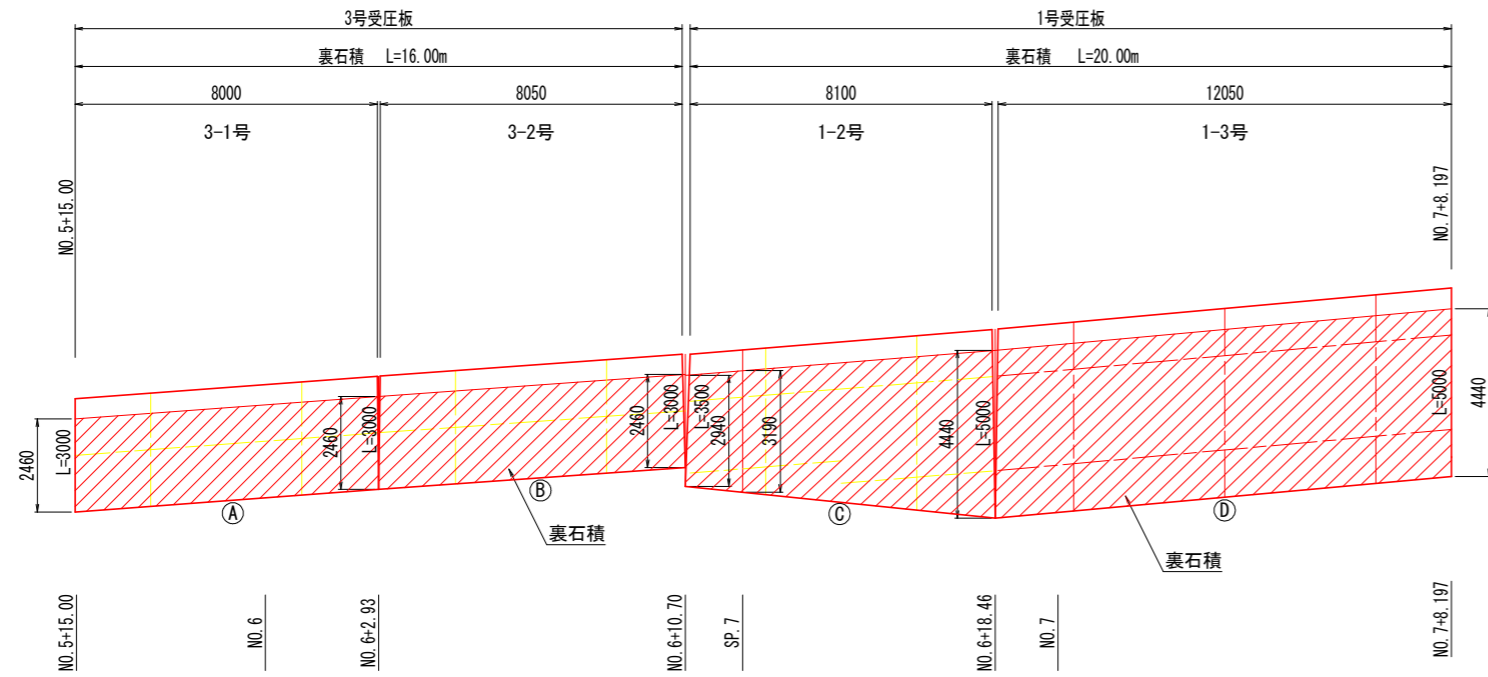 3号受圧板
1号受圧板
裏石積 L=16.00m
裏石積 L=20.00m
8000
8050
8100
12050
3-1号
3-2号
1-2号
1-3号
NO.5+15.00
NO.7+8.197
2460
L=3000
2460
L=3000
2460
L=3000
L=3500
2940
3190
4440
L=5000
L=5000
4440
Ⓐ
Ⓑ
Ⓒ
Ⓓ
裏石積
裏石積
NO.5+15.00
NO.6
NO.6+2.93
NO.6+10.70
SP.7
NO.6+18.46
NO.7
NO.7+8.197